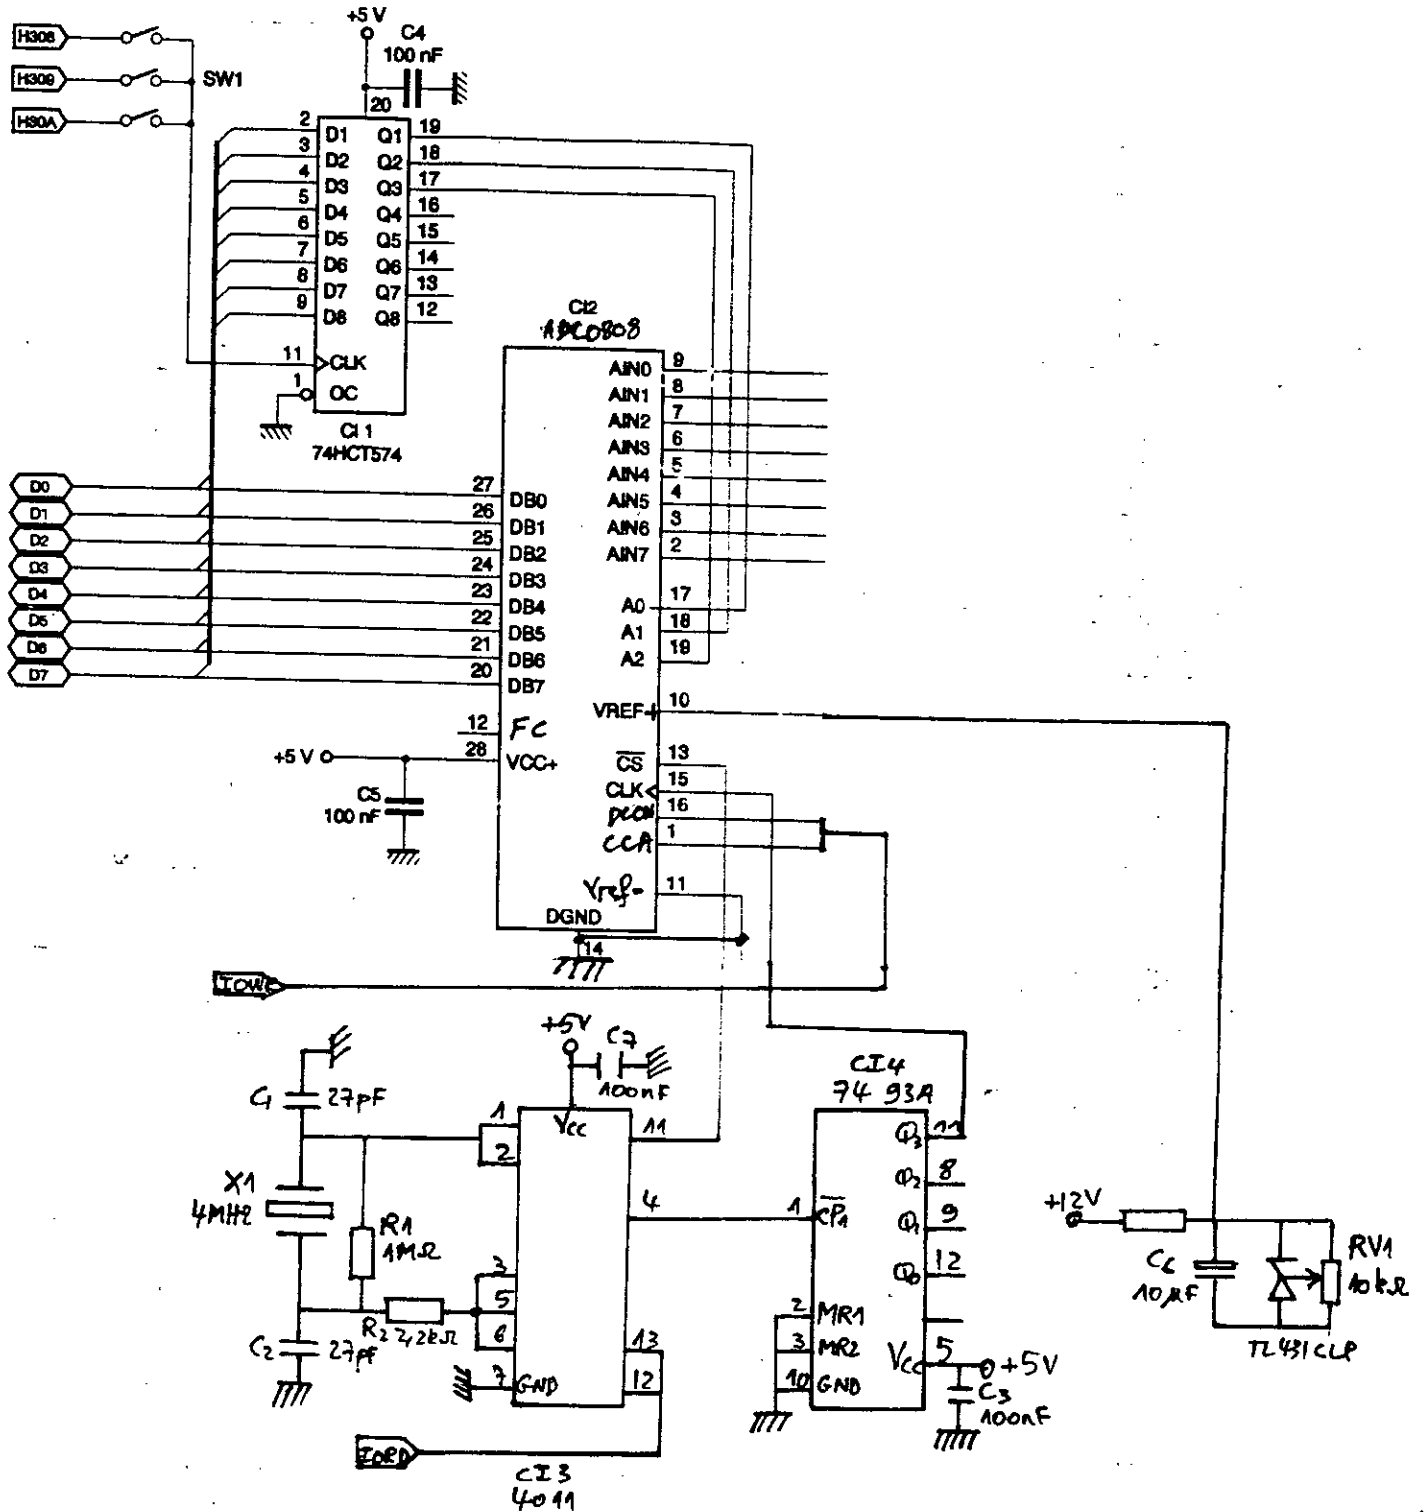 +5 V
C4
100 nF
H308
H309
H30A
SW1
20
2 D1 Q1 19
3 D2 Q2 18
4 D3 Q3 17
5 D4 Q4 16
6 D5 Q5 15
7 D6 Q6 14
8 D7 Q7 13
9 D8 Q8 12
11 CLK
1 OC
CI 1
74HCT574
CI2
ADC0808
AIN0 9
AIN1 8
AIN2 7
AIN3 6
AIN4 5
AIN5 4
AIN6 3
AIN7 2
D0 27 DB0
D1 26 DB1
D2 25 DB2
D3 24 DB3
D4 23 DB4
D5 22 DB5
D6 21 DB6
D7 20 DB7
A0 17
A1 18
A2 19
VREF+ 10
12 FC
+5 V 28 VCC+
CS 13
CLK 15
DCON 16
CCA 1
C5
100 nF
Vref- 11
DGND
14
IOWC
+5V
C7
100nF
C1 27pF
1
2
Vcc
11
X1
4MHz
R1
1MΩ
4
3
5
6
R2 2,2kΩ
C2 27pF
7 GND
13
12
IORD
CI3
4011
CI4
74 93A
Q3 11
Q2 8
1 CP1
Q1 9
Q0 12
2 MR1
3 MR2
10 GND
Vcc 5 +5V
C3
100nF
+12V
C6
10µF
RV1
10kΩ
TL431CLP